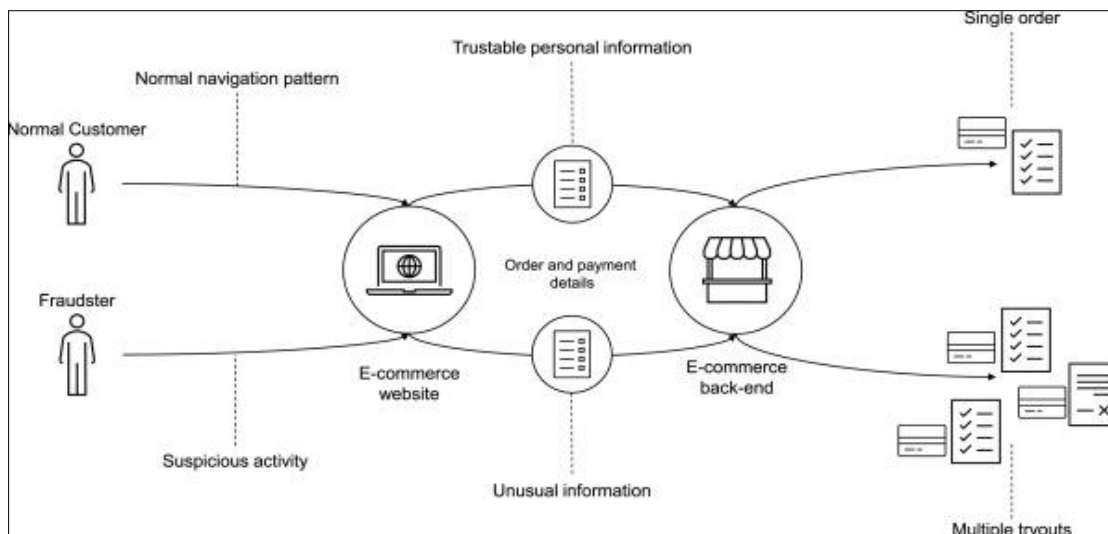 Single order
Trustable personal information
Normal navigation pattern
Normal Customer
Order and payment
details
Fraudster
E-commerce
website
E-commerce
back-end
Suspicious activity
Unusual information
Multiple tryouts